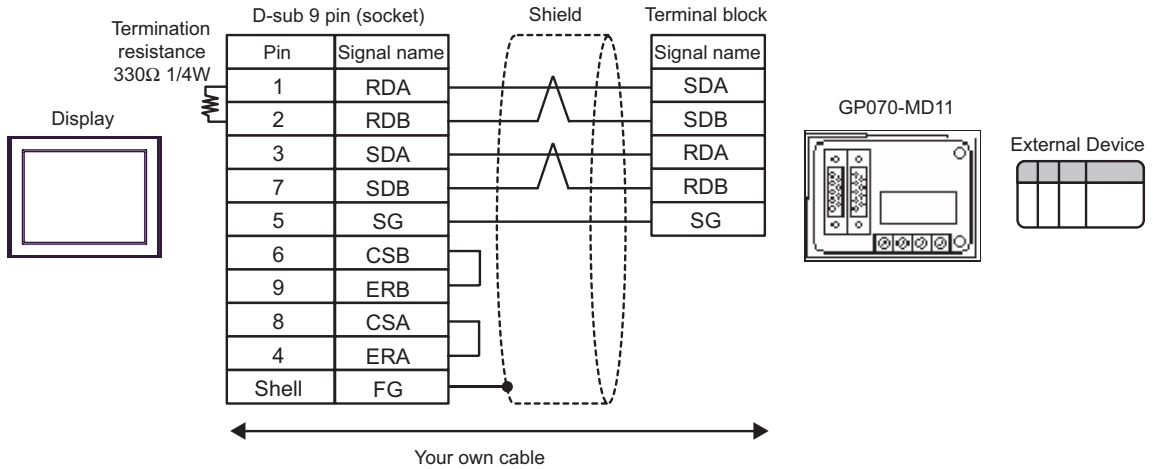 Termination
resistance
330Ω 1/4W
D-sub 9 pin (socket)
Shield
Terminal block
Pin Signal name Signal name
1 RDA SDA
2 RDB SDB
3 SDA RDA
7 SDB RDB
5 SG SG
6 CSB
9 ERB
8 CSA
4 ERA
Shell FG
Display
GP070-MD11
External Device
Your own cable